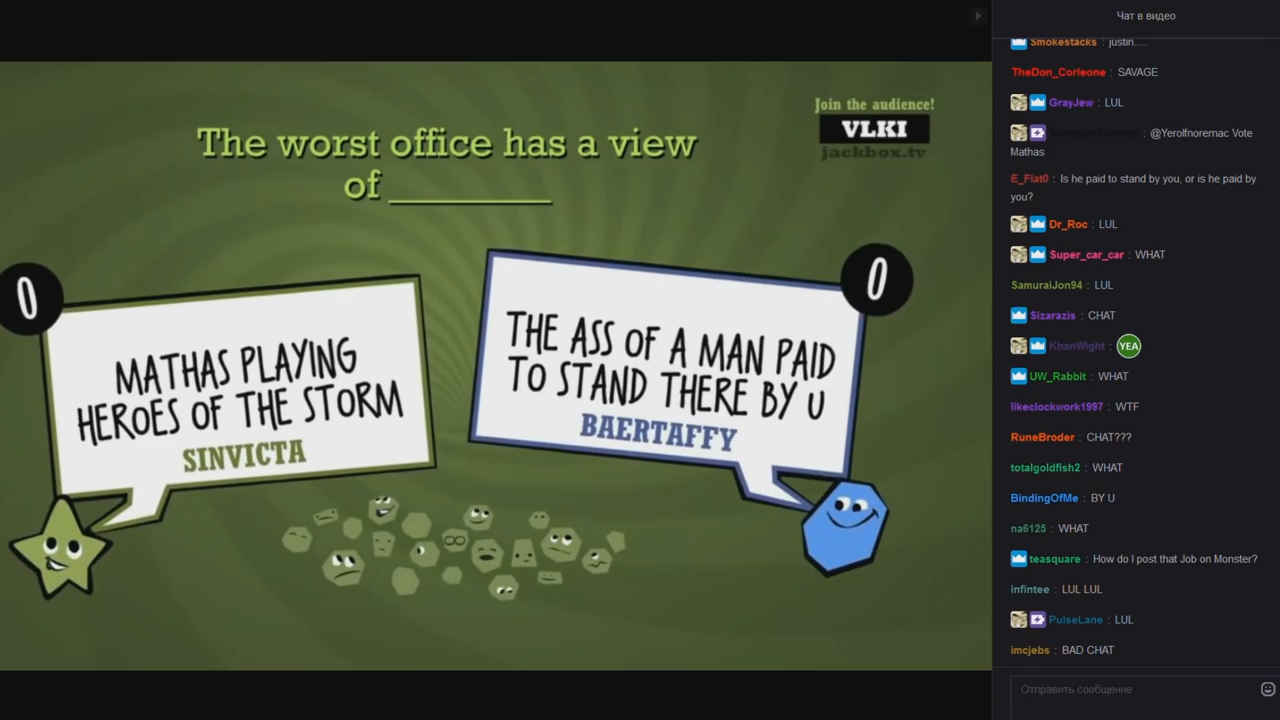 The worst office has a view
of __________
Join the audience!
VLKI
jackbox.tv
0
MATHAS PLAYING
HEROES OF THE STORM
SINVICTA
0
THE ASS OF A MAN PAID
TO STAND THERE BY U
BAERTAFFY
Чат в видео
Smokestacks : justin.....
TheDon_Corleone : SAVAGE
GrayJew : LUL
: @Yerolfnoremac Vote
Mathas
E_Flat0 : Is he paid to stand by you, or is he paid by
you?
Dr_Roc : LUL
Super_car_car : WHAT
SamuraiJon94 : LUL
Sizarazis : CHAT
KhanWight : YEA
UW_Rabbit : WHAT
likeclockwork1997 : WTF
RuneBroder : CHAT???
totalgoldfish2 : WHAT
BindingOfMe : BY U
na6125 : WHAT
teasquare : How do I post that Job on Monster?
infintee : LUL LUL
PulseLane : LUL
imcjebs : BAD CHAT
Отправить сообщение